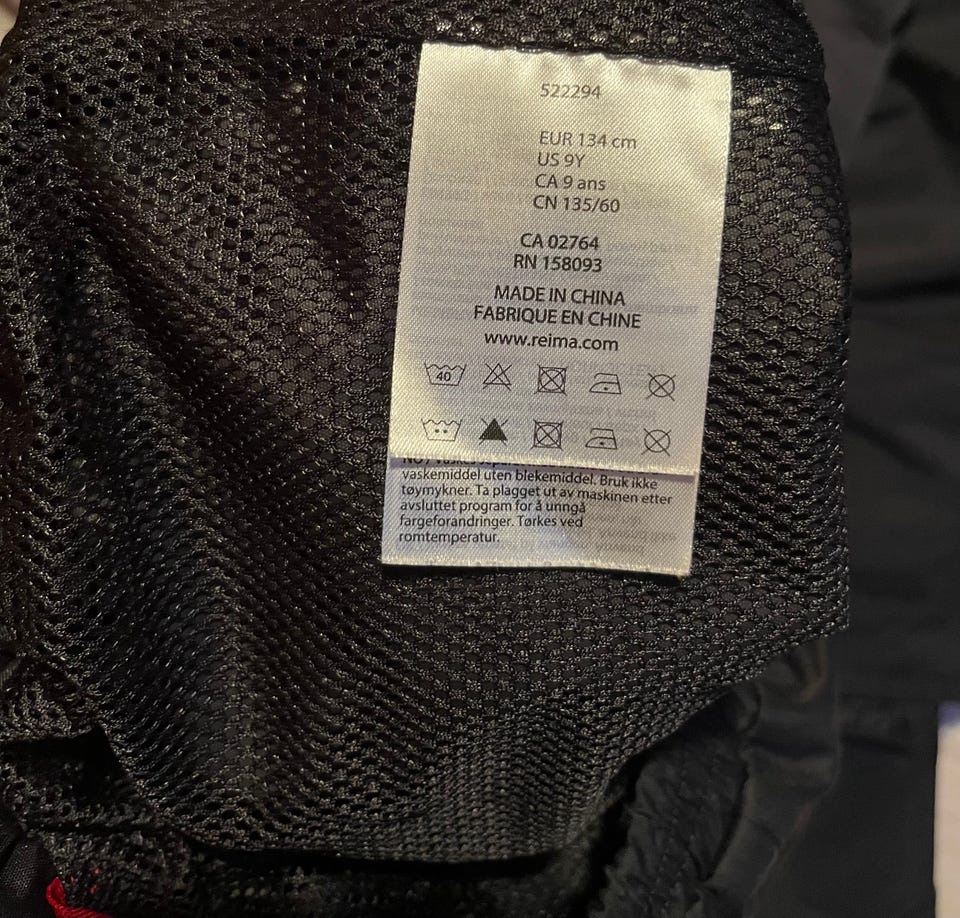 522294
EUR 134 cm
US 9Y
CA 9 ans
CN 135/60
CA 02764
RN 158093
MADE IN CHINA
FABRIQUE EN CHINE
www.reima.com
40
vaskemiddel uten blekemiddel. Bruk ikke
tøymykner. Ta plagget ut av maskinen etter
avsluttet program for å unngå
fargeforandringer. Tørkes ved
romtemperatur.